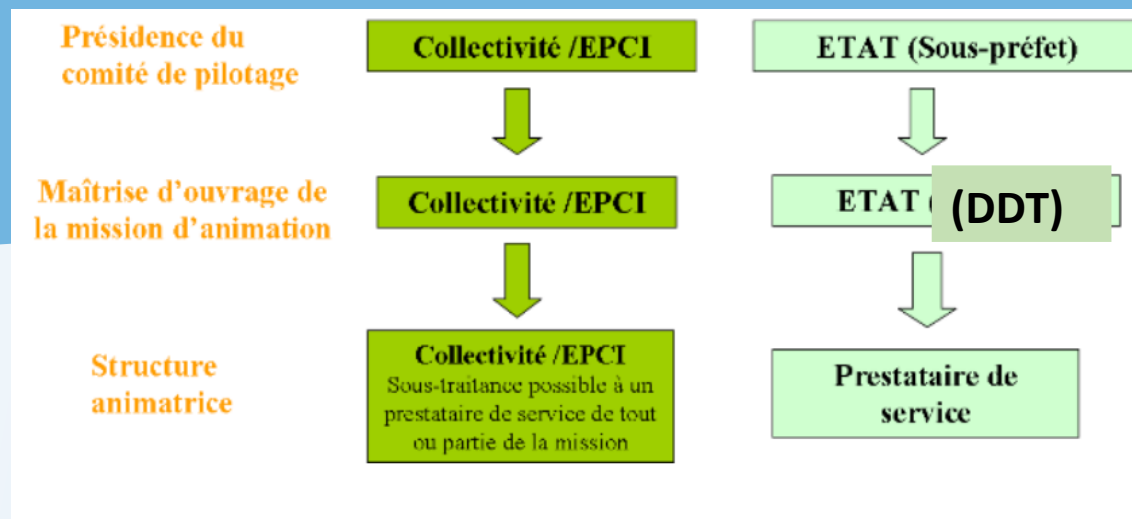 Présidence du
comité de pilotage
Collectivité /EPCI
ETAT (Sous-préfet)
Maîtrise d'ouvrage de
la mission d'animation
Collectivité /EPCI
ETAT (
(DDT)
Structure
animatrice
Collectivité /EPCI
Sous-traitance possible à un
prestataire de service de tout
ou partie de la mission
Prestataire de
service